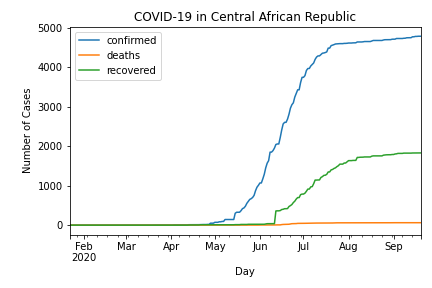 COVID-19 in Central African Republic
confirmed
deaths
recovered
Number of Cases
5000
4000
3000
2000
1000
0
Feb Mar Apr May Jun Jul Aug Sep
2020
Day